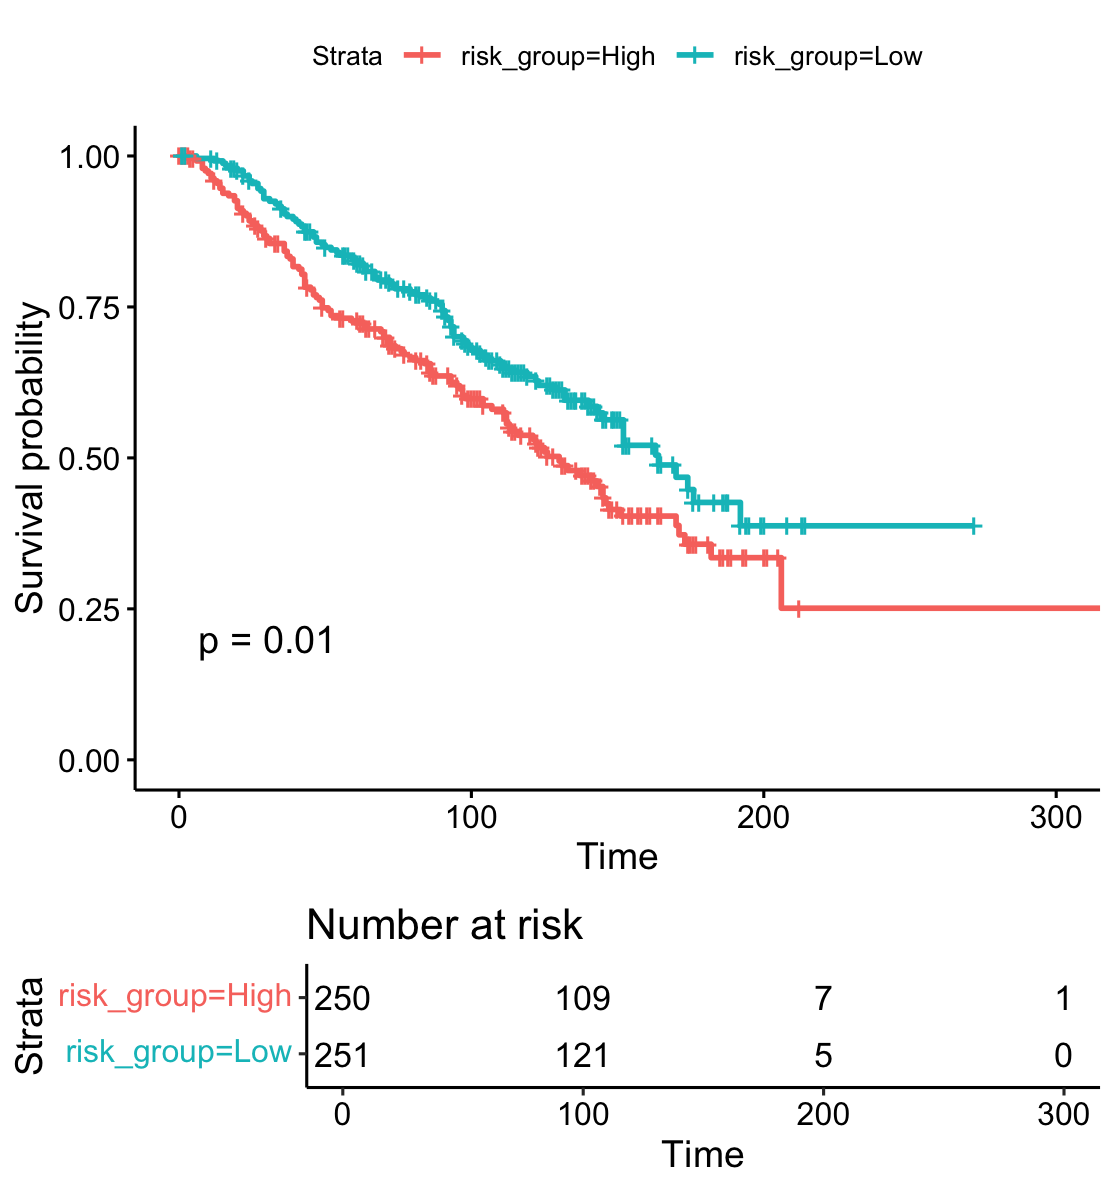 Strata risk_group=High risk_group=Low
Survival probability
1.00
0.75
0.50
0.25
0.00
p = 0.01
0 100 200 300
Time
Number at risk
Strata
risk_group=High 250 109 7 1
risk_group=Low 251 121 5 0
0 100 200 300
Time